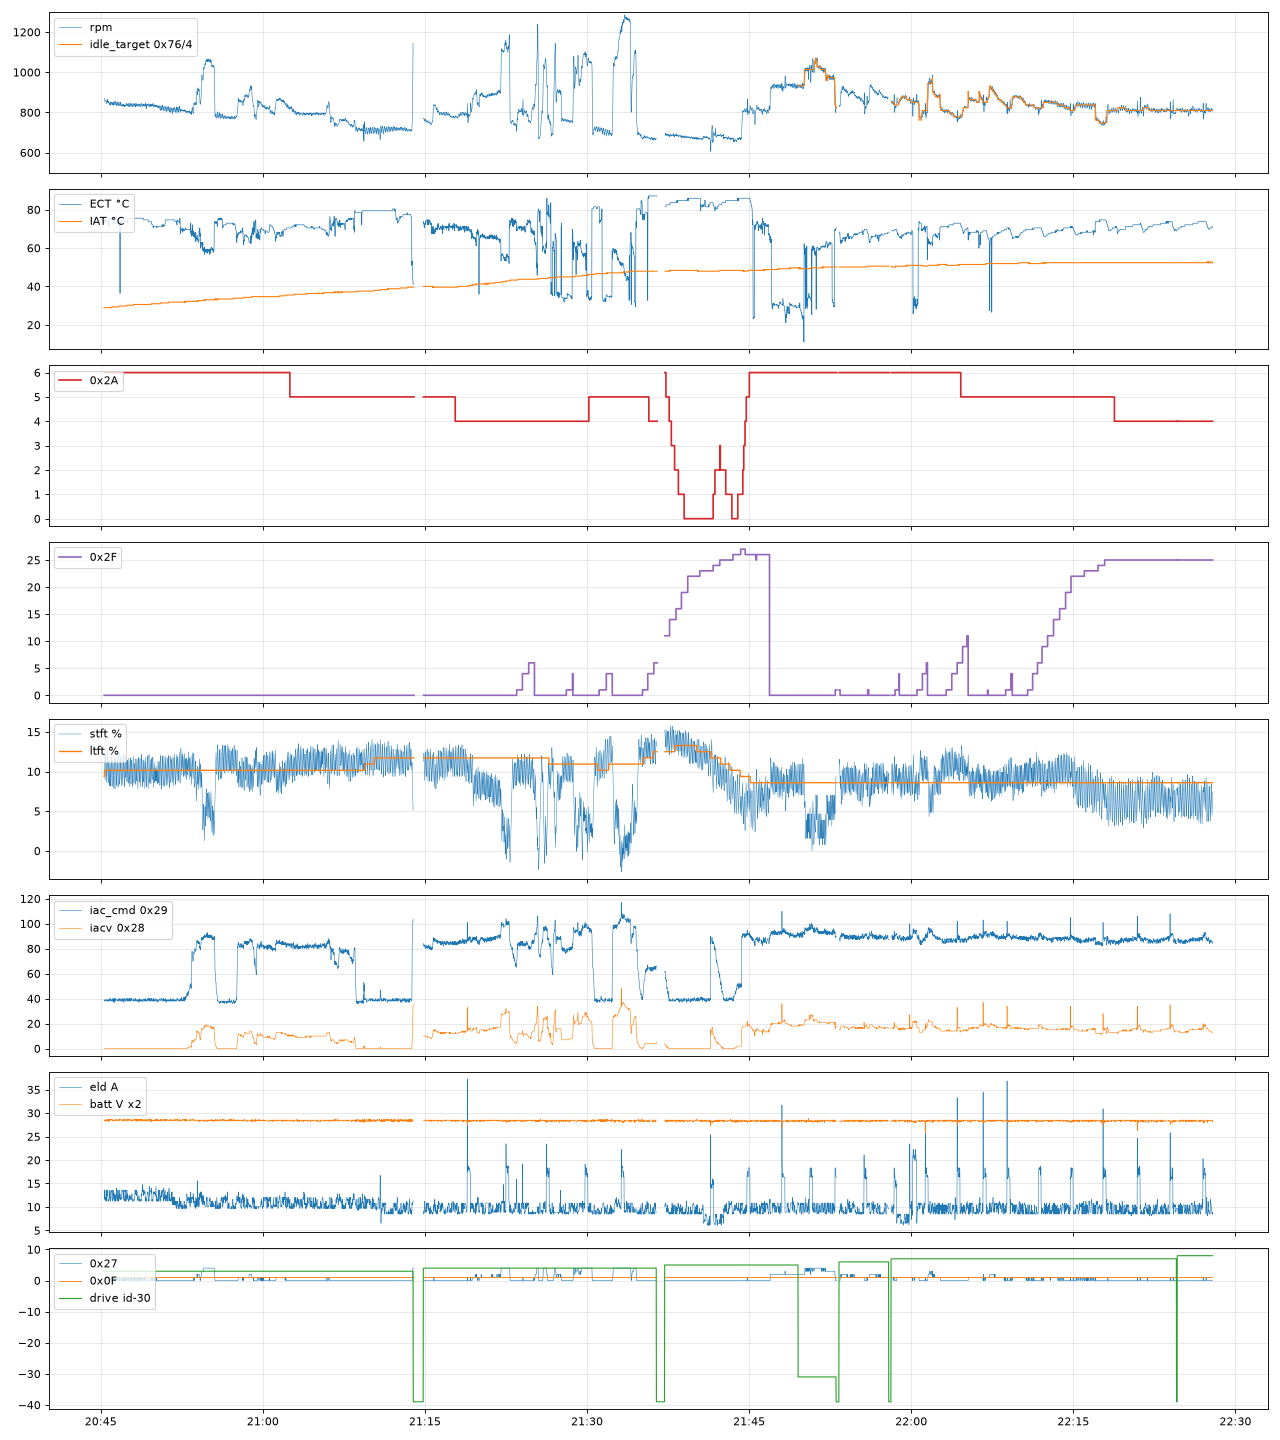 rpm
idle_target 0x76/4
1200
1000
800
600
ECT °C
IAT °C
80
60
40
20
0x2A
6
5
4
3
2
1
0
0x2F
25
20
15
10
5
0
stft %
ltft %
15
10
5
0
iac_cmd 0x29
iacv 0x28
120
100
80
60
40
20
0
eld A
batt V x2
35
30
25
20
15
10
5
0x27
0x0F
drive id-30
10
0
−10
−20
−30
−40
20:45 21:00 21:15 21:30 21:45 22:00 22:15 22:30